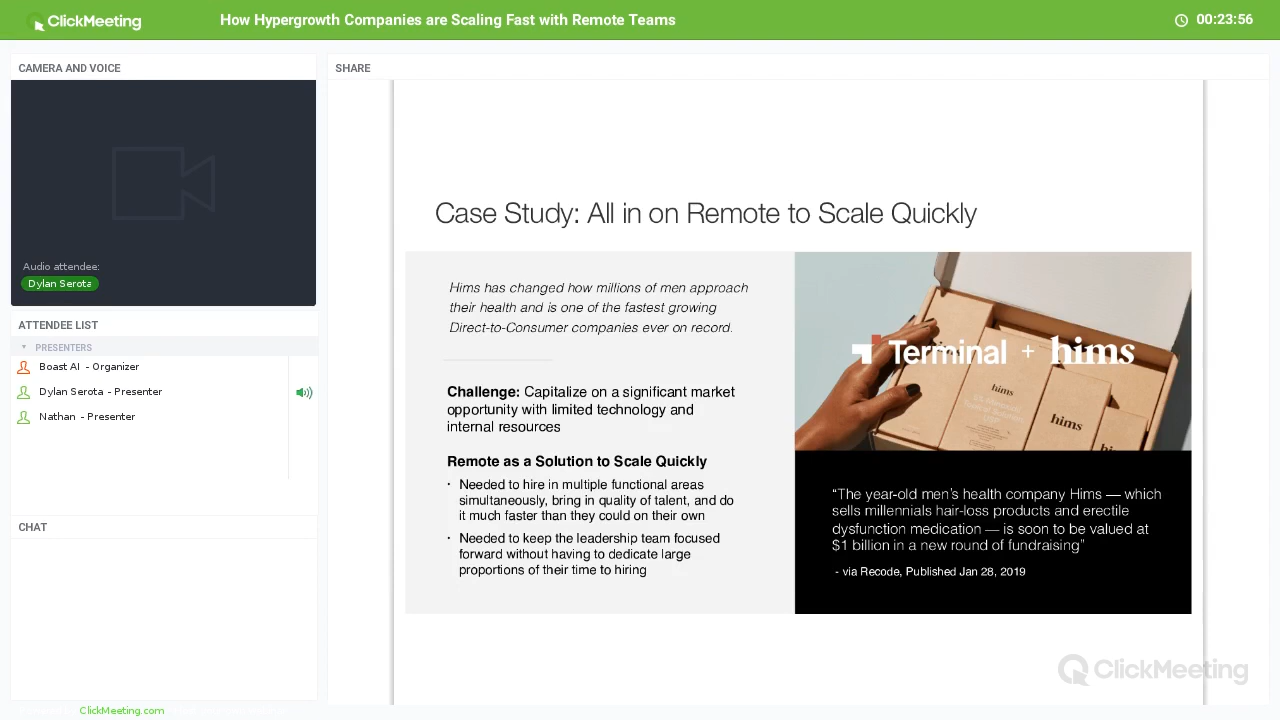 ClickMeeting
How Hypergrowth Companies are Scaling Fast with Remote Teams
00:23:56
CAMERA AND VOICE
Audio attendee:
Dylan Serota
ATTENDEE LIST
PRESENTERS
Boast AI - Organizer
Dylan Serota - Presenter
Nathan - Presenter
CHAT
ClickMeeting.com
SHARE
Case Study: All in on Remote to Scale Quickly
Hims has changed how millions of men approach
their health and is one of the fastest growing
Direct-to-Consumer companies ever on record.
Challenge: Capitalize on a significant market
opportunity with limited technology and
internal resources
Remote as a Solution to Scale Quickly
· Needed to hire in multiple functional areas
simultaneously, bring in quality of talent, and do
it much faster than they could on their own
· Needed to keep the leadership team focused
forward without having to dedicate large
proportions of their time to hiring
Terminal + hims
hims
hims
“The year-old men’s health company Hims — which
sells millennials hair-loss products and erectile
dysfunction medication — is soon to be valued at
$1 billion in a new round of fundraising”
- via Recode, Published Jan 28, 2019
ClickMeeting